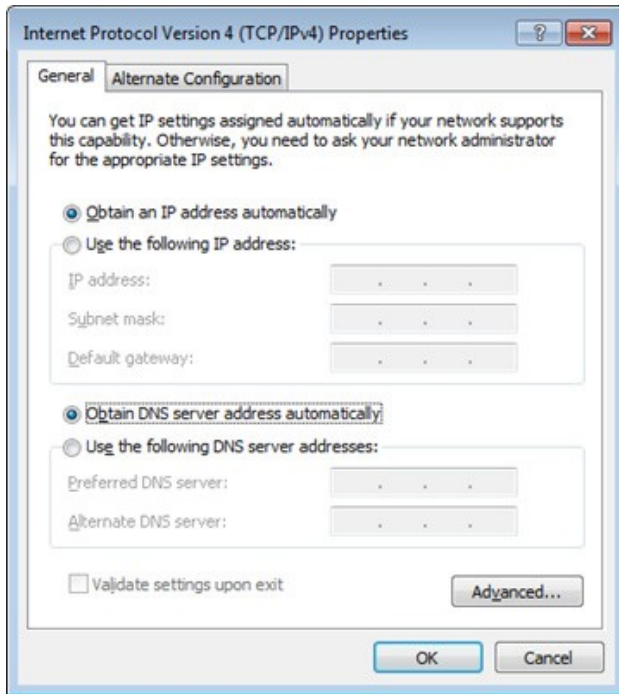 Internet Protocol Version 4 (TCP/IPv4) Properties
General
Alternate Configuration
You can get IP settings assigned automatically if your network supports
this capability. Otherwise, you need to ask your network administrator
for the appropriate IP settings.
Obtain an IP address automatically
Use the following IP address:
IP address:
Subnet mask:
Default gateway:
Obtain DNS server address automatically
Use the following DNS server addresses:
Preferred DNS server:
Alternate DNS server:
Validate settings upon exit
Advanced...
OK
Cancel